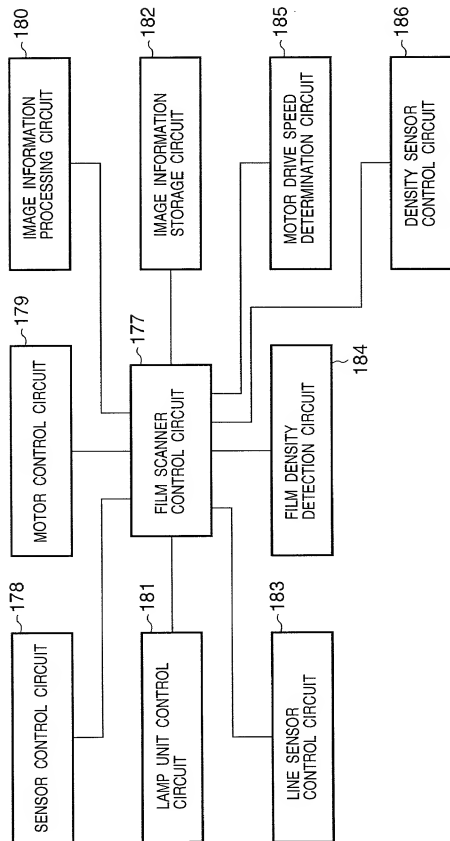 178
SENSOR CONTROL CIRCUIT
179
MOTOR CONTROL CIRCUIT
180
IMAGE INFORMATION
PROCESSING CIRCUIT
181
LAMP UNIT CONTROL
CIRCUIT
177
FILM SCANNER
CONTROL CIRCUIT
182
IMAGE INFORMATION
STORAGE CIRCUIT
183
LINE SENSOR
CONTROL CIRCUIT
184
FILM DENSITY
DETECTION CIRCUIT
185
MOTOR DRIVE SPEED
DETERMINATION CIRCUIT
186
DENSITY SENSOR
CONTROL CIRCUIT